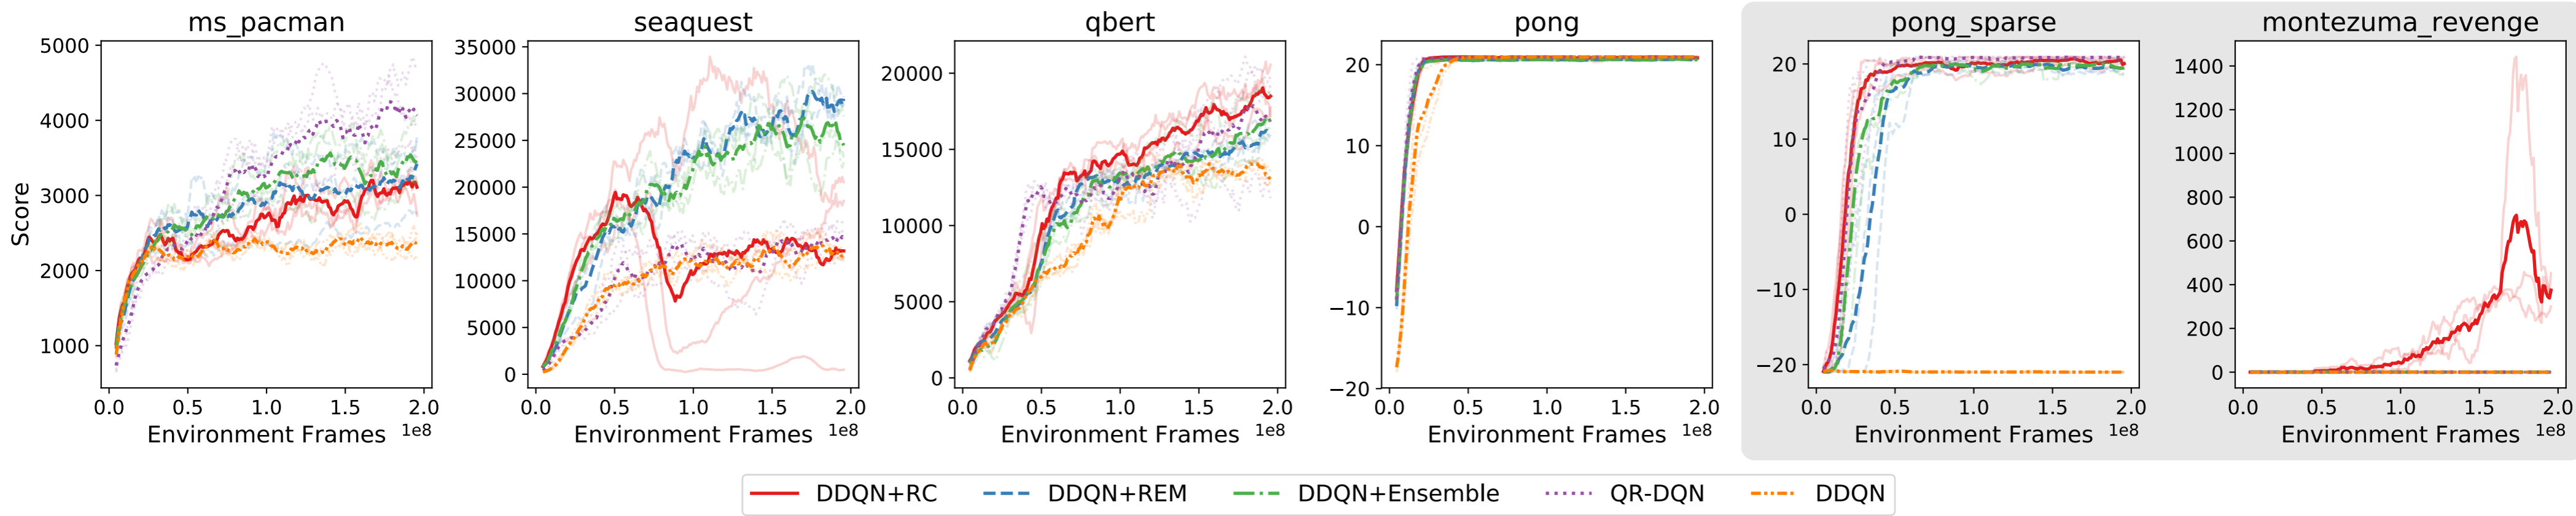 ms_pacman
5000
4000
3000
2000
1000
Score
0.0 0.5 1.0 1.5 2.0
Environment Frames 1e8
seaquest
35000
30000
25000
20000
15000
10000
5000
0
0.0 0.5 1.0 1.5 2.0
Environment Frames 1e8
qbert
20000
15000
10000
5000
0
0.0 0.5 1.0 1.5 2.0
Environment Frames 1e8
pong
20
10
0
−10
−20
0.0 0.5 1.0 1.5 2.0
Environment Frames 1e8
pong_sparse
20
10
0
−10
−20
0.0 0.5 1.0 1.5 2.0
Environment Frames 1e8
montezuma_revenge
1400
1200
1000
800
600
400
200
0
0.0 0.5 1.0 1.5 2.0
Environment Frames 1e8
DDQN+RC DDQN+REM DDQN+Ensemble QR-DQN DDQN